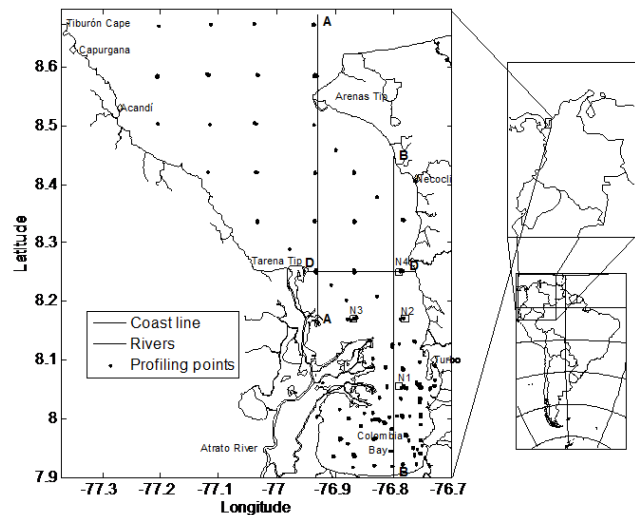 Tiburón Cape
A
8.6
Capurgana
Arenas Tip
Acandí
8.5
B
Necoclí
8.4
Latitude
8.3
Tarena Tip
D
N4
D
8.2
N3
N2
A
Coast line
Rivers
Profiling points
8.1
Turbo
N1
8
Colombia
Bay
Atrato River
7.9
B
-77.3
-77.2
-77.1
-77
-76.9
-76.8
-76.7
Longitude